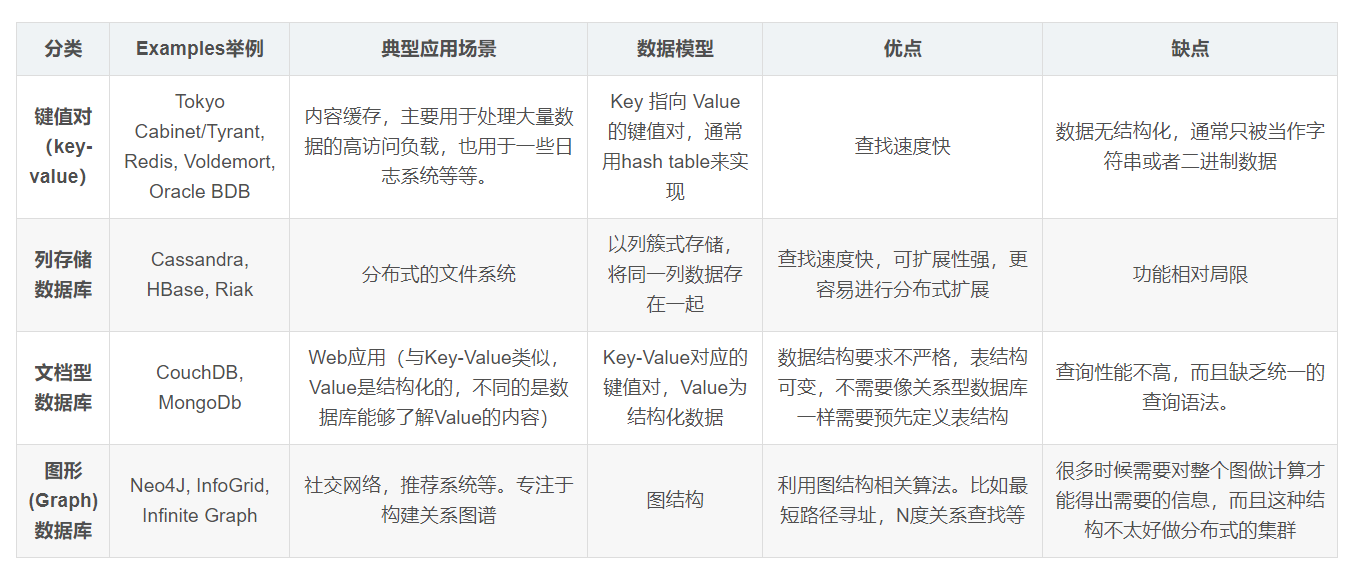 分类
Examples举例
典型应用场景
数据模型
优点
缺点
键值对
（key-
value）
Tokyo
Cabinet/Tyrant,
Redis, Voldemort,
Oracle BDB
内容缓存，主要用于处理大量数
据的高访问负载，也用于一些日
志系统等等。
Key 指向 Value
的键值对，通常
用hash table来实
现
查找速度快
数据无结构化，通常只被当作字
符串或者二进制数据
列存储
数据库
Cassandra,
HBase, Riak
分布式的文件系统
以列簇式存储，
将同一列数据存
在一起
查找速度快，可扩展性强，更
容易进行分布式扩展
功能相对局限
文档型
数据库
CouchDB,
MongoDb
Web应用（与Key-Value类似，
Value是结构化的，不同的是数
据库能够了解Value的内容）
Key-Value对应的
键值对，Value为
结构化数据
数据结构要求不严格，表结构
可变，不需要像关系型数据库
一样需要预先定义表结构
查询性能不高，而且缺乏统一的
查询语法。
图形
(Graph)
数据库
Neo4J, InfoGrid,
Infinite Graph
社交网络，推荐系统等。专注于
构建关系图谱
图结构
利用图结构相关算法。比如最
短路径寻址，N度关系查找等
很多时候需要对整个图做计算才
能得出需要的信息，而且这种结
构不太好做分布式的集群